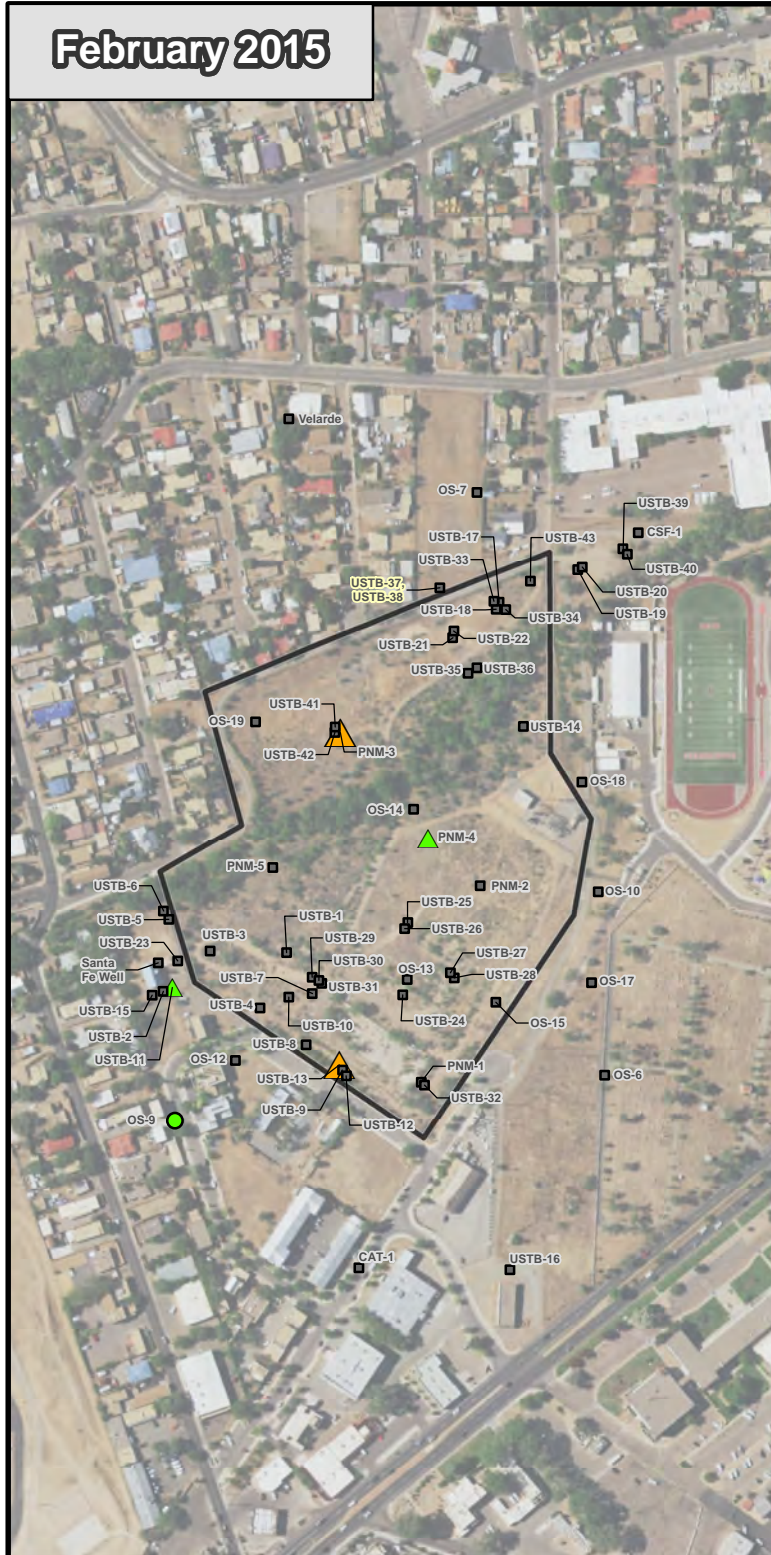 February 2015
Velarde
OS-7
USTB-39
CSF-1
USTB-17
USTB-43
USTB-33
USTB-40
USTB-37,
USTB-38
USTB-20
USTB-18
USTB-34
USTB-19
USTB-21
USTB-22
USTB-35
USTB-36
USTB-41
OS-19
USTB-14
USTB-42
PNM-3
OS-18
OS-14
PNM-4
PNM-5
USTB-6
PNM-2
OS-10
USTB-5
USTB-1
USTB-25
USTB-26
USTB-23
USTB-3
USTB-29
USTB-27
Santa
Fe Well
USTB-30
OS-13
USTB-28
OS-17
USTB-7
USTB-31
USTB-15
USTB-4
USTB-10
USTB-24
OS-15
USTB-2
USTB-8
USTB-11
OS-12
PNM-1
OS-6
USTB-13
USTB-32
USTB-9
USTB-12
OS-9
CAT-1
USTB-16